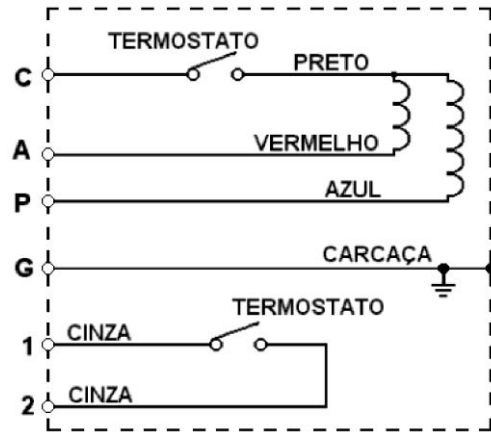 TERMOSTATO
C PRETO
A VERMELHO
P AZUL
G CARCAÇA
TERMOSTATO
1 CINZA
2 CINZA